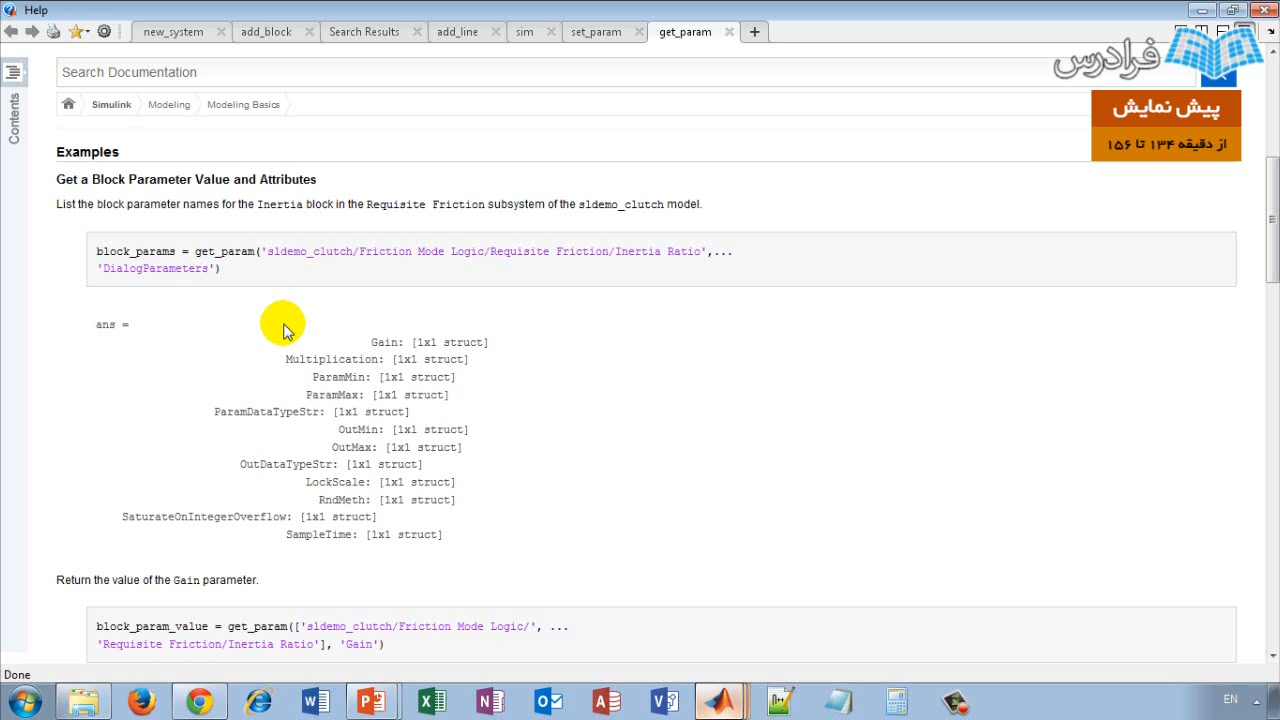 Help
new_system
add_block
Search Results
add_line
sim
set_param
get_param
Search Documentation
فرادرس
Simulink
Modeling
Modeling Basics
پیش نمایش
از دقیقه ۱۳۴ تا ۱۵۶
Contents
Examples
Get a Block Parameter Value and Attributes
List the block parameter names for the Inertia block in the Requisite Friction subsystem of the sldemo_clutch model.
block_params = get_param('sldemo_clutch/Friction Mode Logic/Requisite Friction/Inertia Ratio',...
'DialogParameters')
ans =
Gain: [1x1 struct]
Multiplication: [1x1 struct]
ParamMin: [1x1 struct]
ParamMax: [1x1 struct]
ParamDataTypeStr: [1x1 struct]
OutMin: [1x1 struct]
OutMax: [1x1 struct]
OutDataTypeStr: [1x1 struct]
LockScale: [1x1 struct]
RndMeth: [1x1 struct]
SaturateOnIntegerOverflow: [1x1 struct]
SampleTime: [1x1 struct]
Return the value of the Gain parameter.
block_param_value = get_param(['sldemo_clutch/Friction Mode Logic/', ...
'Requisite Friction/Inertia Ratio'], 'Gain')
Done
EN